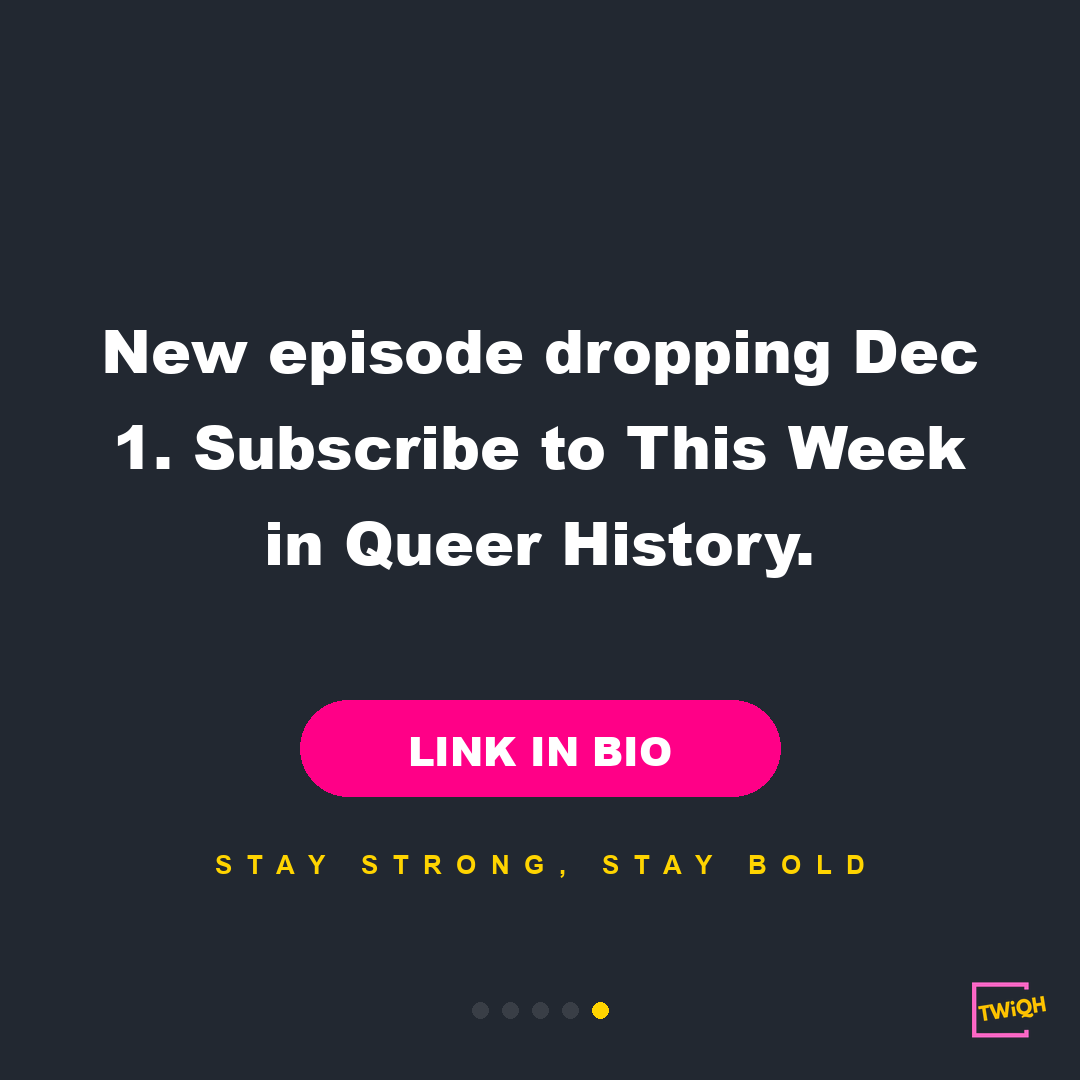 New episode dropping Dec
1. Subscribe to This Week
in Queer History.
LINK IN BIO
STAY STRONG, STAY BOLD
TWiQH